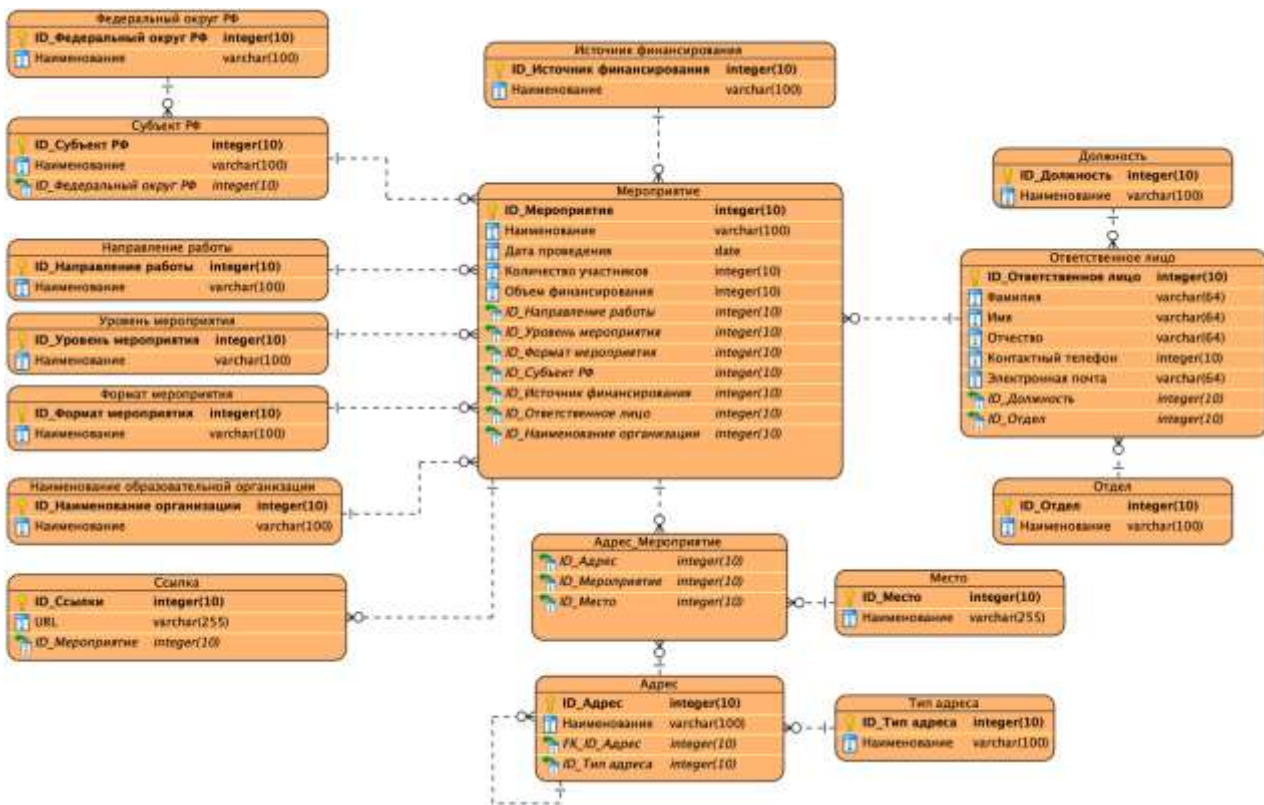 Федеральный округ РФ
ID_Федеральный округ РФ integer(10)
Наименование varchar(100)
Субъект РФ
ID_Субъект РФ integer(10)
Наименование varchar(100)
ID_Федеральный округ РФ integer(10)
Направление работы
ID_Направление работы integer(10)
Наименование varchar(100)
Уровень мероприятия
ID_Уровень мероприятия integer(10)
Наименование varchar(100)
Формат мероприятия
ID_Формат мероприятия integer(10)
Наименование varchar(100)
Наименование образовательной организации
ID_Наименование организации integer(10)
Наименование varchar(100)
Ссылка
ID_Ссылки integer(10)
URL varchar(255)
ID_Мероприятие integer(10)
Источник финансирования
ID_Источник финансирования integer(10)
Наименование varchar(100)
Мероприятие
ID_Мероприятие integer(10)
Наименование varchar(100)
Дата проведения date
Количество участников integer(10)
Объем финансирования integer(10)
ID_Направление работы integer(10)
ID_Уровень мероприятия integer(10)
ID_Формат мероприятия integer(10)
ID_Субъект РФ integer(10)
ID_Источник финансирования integer(10)
ID_Ответственное лицо integer(10)
ID_Наименование организации integer(10)
Адрес_Мероприятие
ID_Адрес integer(10)
ID_Мероприятие integer(10)
ID_Место integer(10)
Адрес
ID_Адрес integer(10)
Наименование varchar(100)
FK_ID_Адрес integer(10)
ID_Тип адреса integer(10)
Должность
ID_Должность integer(10)
Наименование varchar(100)
Ответственное лицо
ID_Ответственное лицо integer(10)
Фамилия varchar(64)
Имя varchar(64)
Отчество varchar(64)
Контактный телефон integer(10)
Электронная почта varchar(64)
ID_Должность integer(10)
ID_Отдел integer(10)
Отдел
ID_Отдел integer(10)
Наименование varchar(100)
Место
ID_Место integer(10)
Наименование varchar(255)
Тип адреса
ID_Тип адреса integer(10)
Наименование varchar(100)